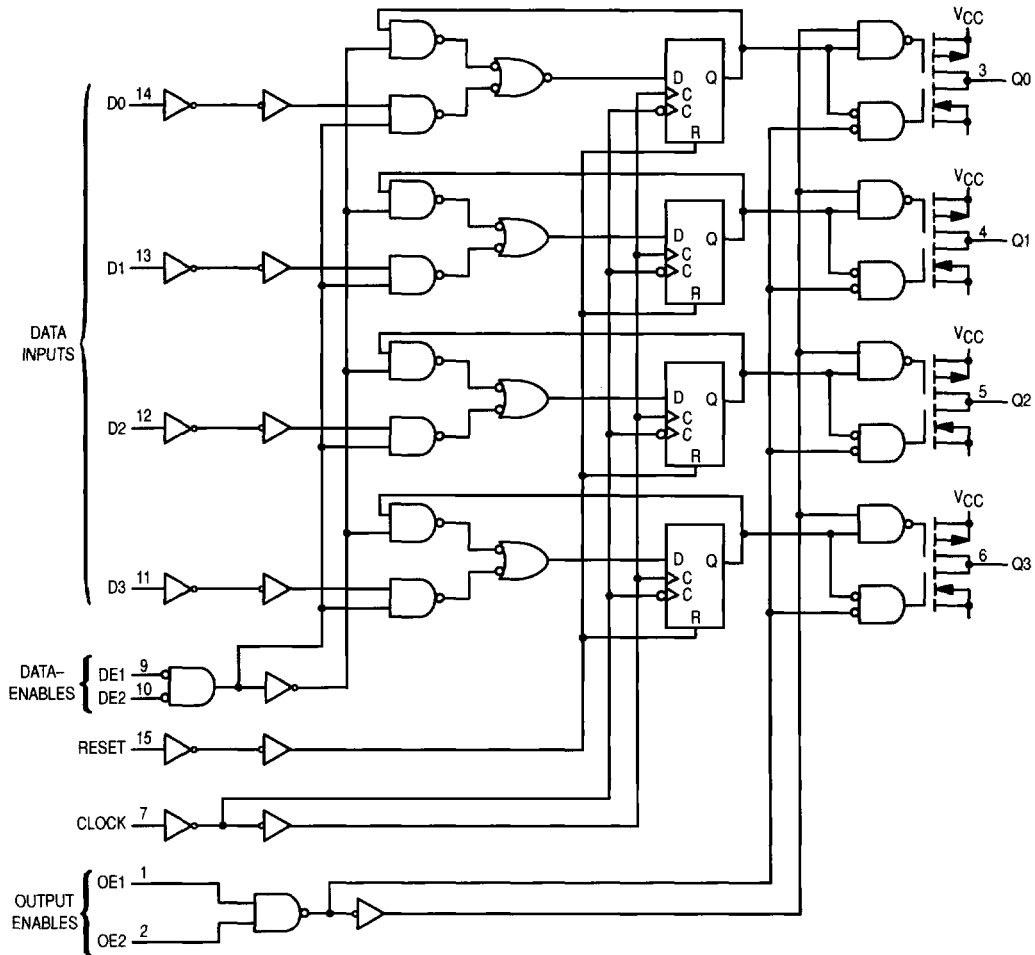 VCC
D Q
C
C
R
3 Q0
D0 14
VCC
D Q
C
C
R
4 Q1
D1 13
DATA
INPUTS
VCC
D Q
C
C
R
5 Q2
D2 12
VCC
D Q
C
C
R
6 Q3
D3 11
DATA–
ENABLES
DE1 9
DE2 10
RESET 15
CLOCK 7
OUTPUT
ENABLES
OE1 1
OE2 2